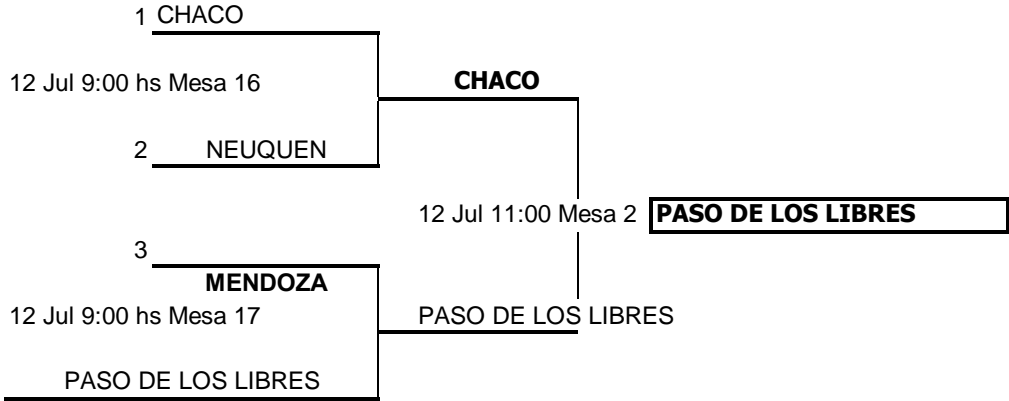 1 CHACO
12 Jul 9:00 hs Mesa 16
CHACO
2 NEUQUEN
12 Jul 11:00 Mesa 2 PASO DE LOS LIBRES
3
MENDOZA
12 Jul 9:00 hs Mesa 17
PASO DE LOS LIBRES
PASO DE LOS LIBRES